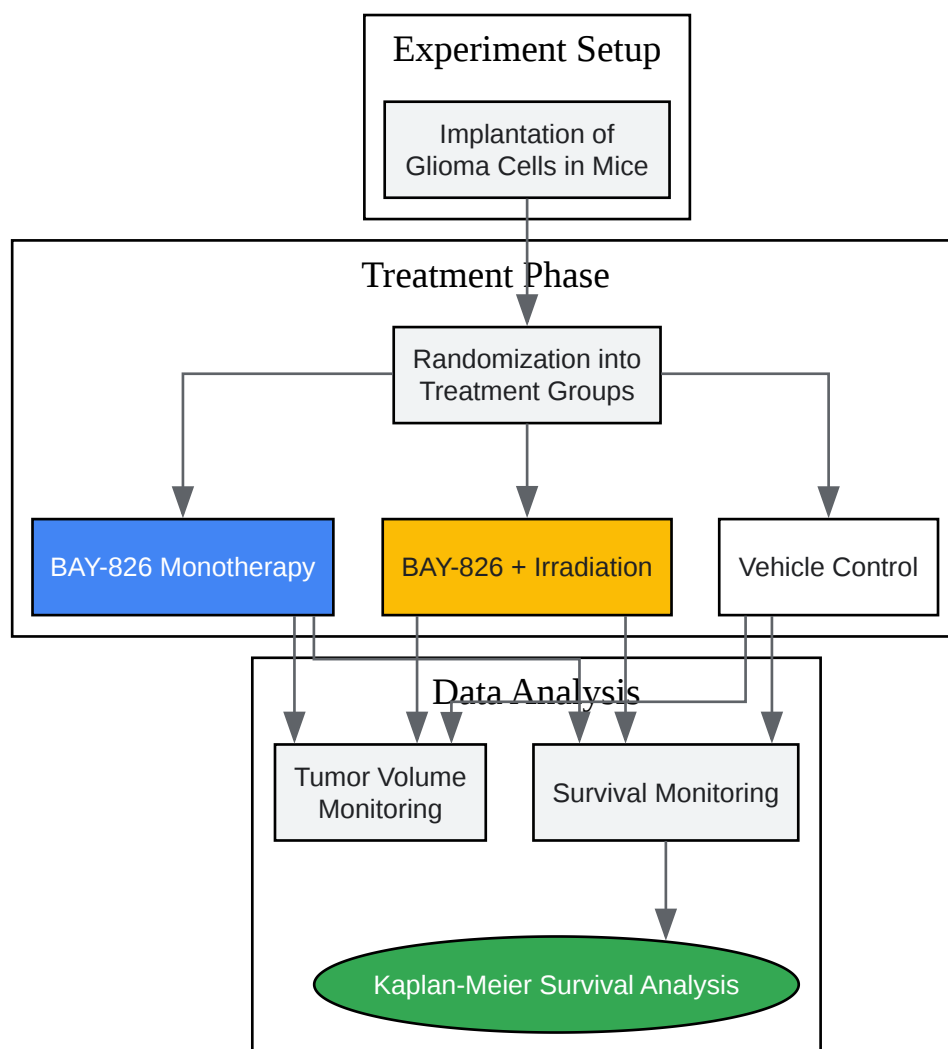 Experiment Setup
Implantation of
Glioma Cells in Mice
Treatment Phase
Randomization into
Treatment Groups
BAY-826 Monotherapy
BAY-826 + Irradiation
Vehicle Control
Data Analysis
Tumor Volume
Monitoring
Survival Monitoring
Kaplan-Meier Survival Analysis